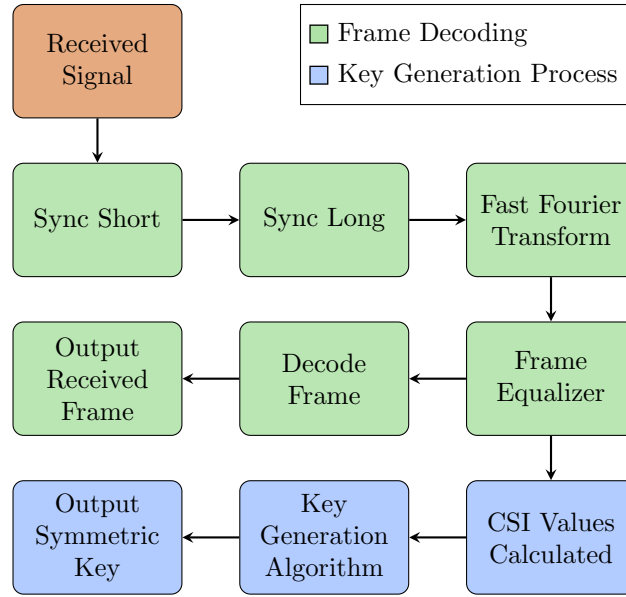 Received
Signal
Frame Decoding
Key Generation Process
Sync Short
Sync Long
Fast Fourier
Transform
Output
Received
Frame
Decode
Frame
Frame
Equalizer
Output
Symmetric
Key
Key
Generation
Algorithm
CSI Values
Calculated